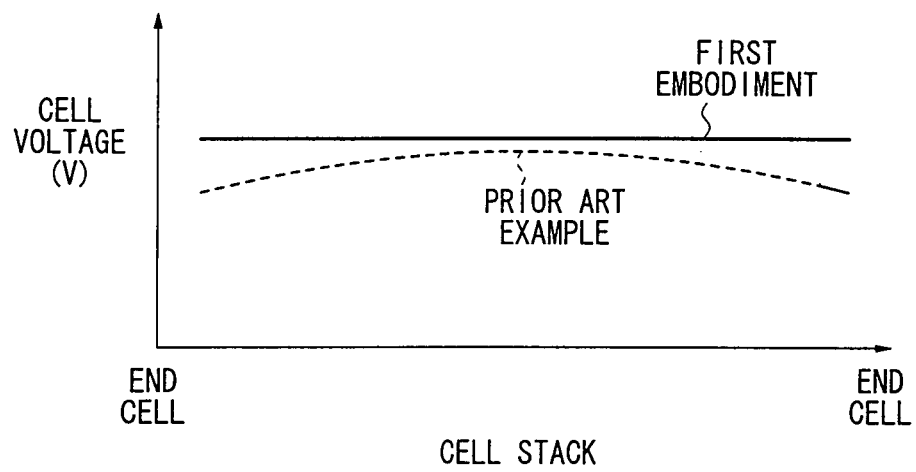 FIRST
EMBODIMENT
CELL
VOLTAGE
(V)
PRIOR ART
EXAMPLE
END
CELL
END
CELL
CELL STACK